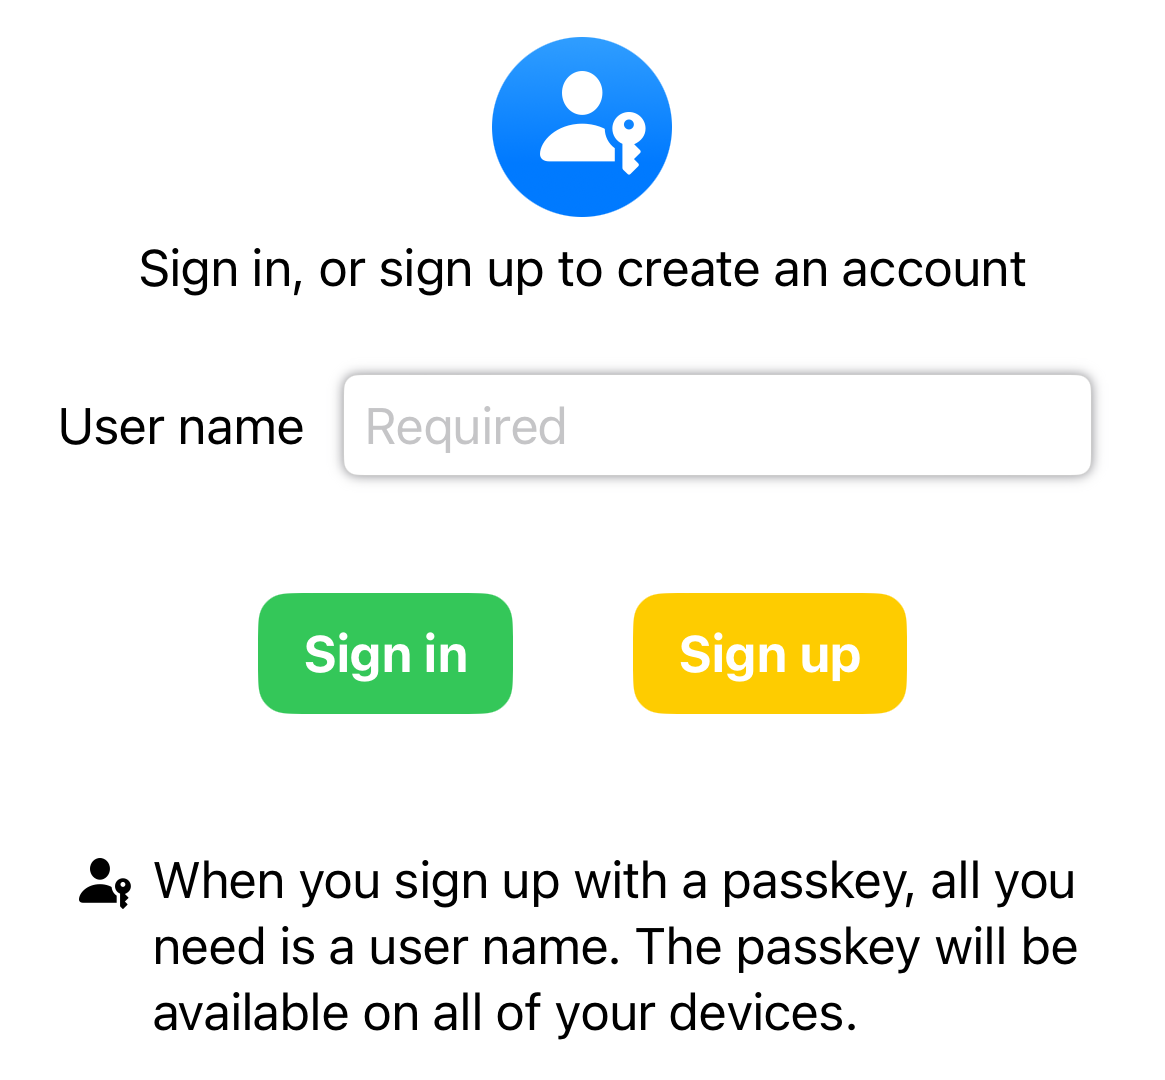 Sign in, or sign up to create an account
User name Required
Sign in Sign up
When you sign up with a passkey, all you
need is a user name. The passkey will be
available on all of your devices.